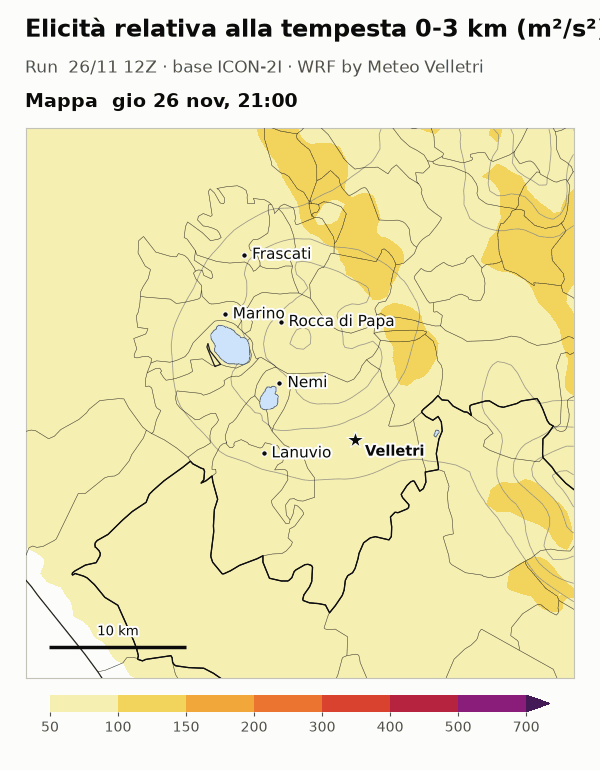 Elicità relativa alla tempesta 0-3 km (m²/s²)
Run 26/11 12Z · base ICON-2I · WRF by Meteo Velletri
Mappa gio 26 nov, 21:00
Frascati
Marino
Rocca di Papa
Nemi
Velletri
Lanuvio
10 km
50 100 150 200 300 400 500 700